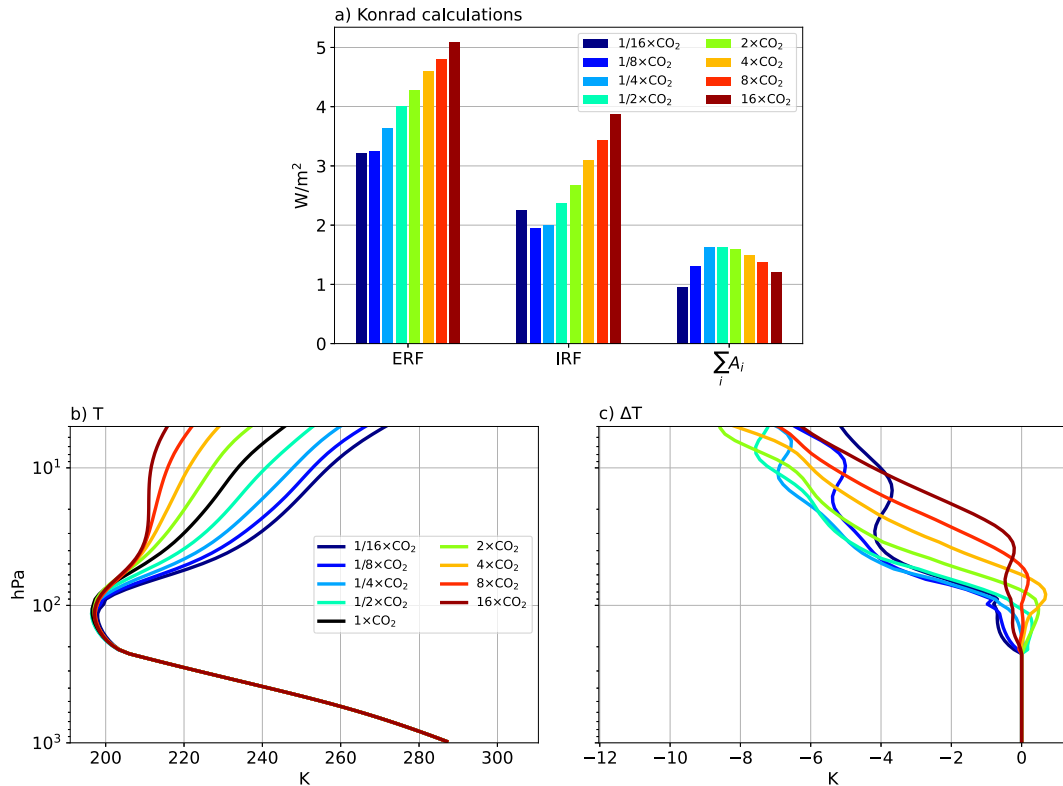 a) Konrad calculations
5
4
3
2
1
0
W/m²
1/16×CO₂ 2×CO₂
1/8×CO₂ 4×CO₂
1/4×CO₂ 8×CO₂
1/2×CO₂ 16×CO₂
ERF IRF ∑ᵢAᵢ
b) T
10¹
10²
10³
hPa
1/16×CO₂ 2×CO₂
1/8×CO₂ 4×CO₂
1/4×CO₂ 8×CO₂
1/2×CO₂ 16×CO₂
1×CO₂
200 220 240 260 280 300
K
c) ΔT
−12 −10 −8 −6 −4 −2 0
K